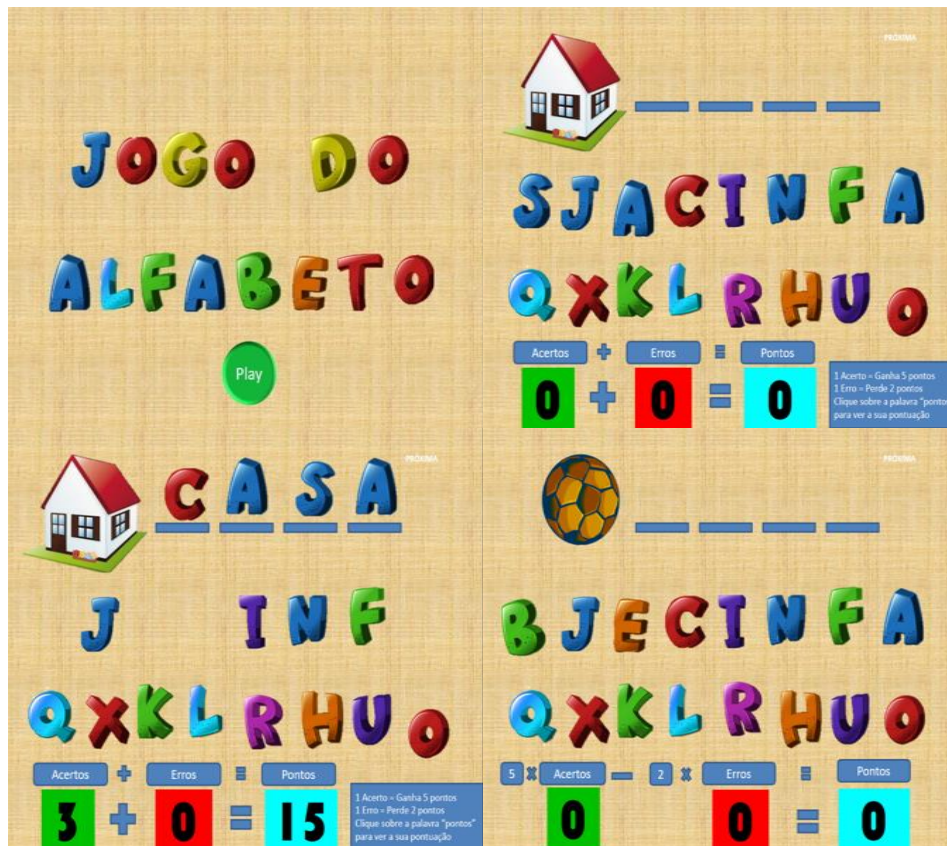 JOGO DO
ALFABETO
Play
PRÓXIMA
SJACINFA
QXKLRHUO
Acertos + Erros = Pontos
0 + 0 = 0
1 Acerto = Ganha 5 pontos
1 Erro = Perde 2 pontos
Clique sobre a palavra "ponto
para ver a sua pontuação
PRÓXIMA
CASA
J INF
QXKLRHUO
Acertos + Erros = Pontos
3 + 0 = 15
1 Acerto = Ganha 5 pontos
1 Erro = Perde 2 pontos
Clique sobre a palavra "pontos"
para ver a sua pontuação
PRÓXIMA
BJECINFA
QXKLRHUO
5 × Acertos − 2 × Erros = Pontos
0 0 = 0